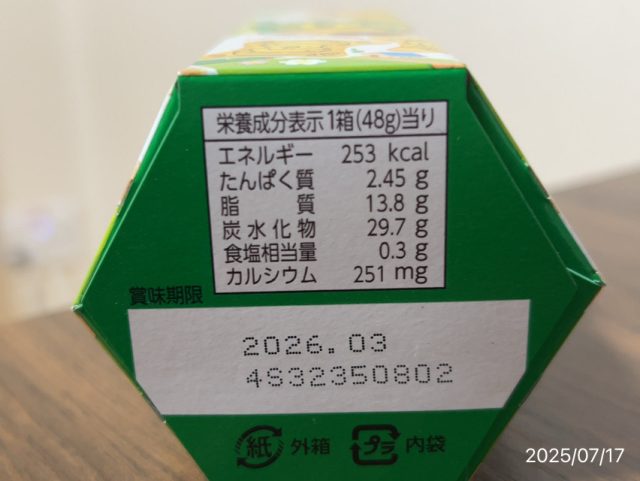 栄養成分表示1箱(48g)当り
エネルギー 253 kcal
たんぱく質 2.45 g
脂質 13.8 g
炭水化物 29.7 g
食塩相当量 0.3 g
カルシウム 251 mg
賞味期限
2026.03
4S32350802
紙 外箱 プラ 内袋
2025/07/17